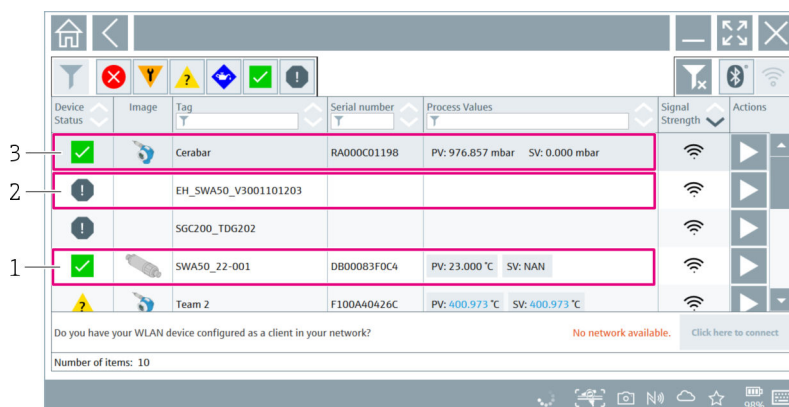 Device Status
Image
Tag
Serial number
Process Values
Signal Strength
Actions
3
Cerabar
RA000C01198
PV: 976.857 mbar SV: 0.000 mbar
2
EH_SWA50_V3001101203
SGC200_TDG202
1
SWA50_22-001
DB00083F0C4
PV: 23.000 °C SV: NAN
Team 2
F100A40426C
PV: 400.973 °C SV: 400.973 °C
Do you have your WLAN device configured as a client in your network?
No network available.
Click here to connect
Number of items: 10
98%